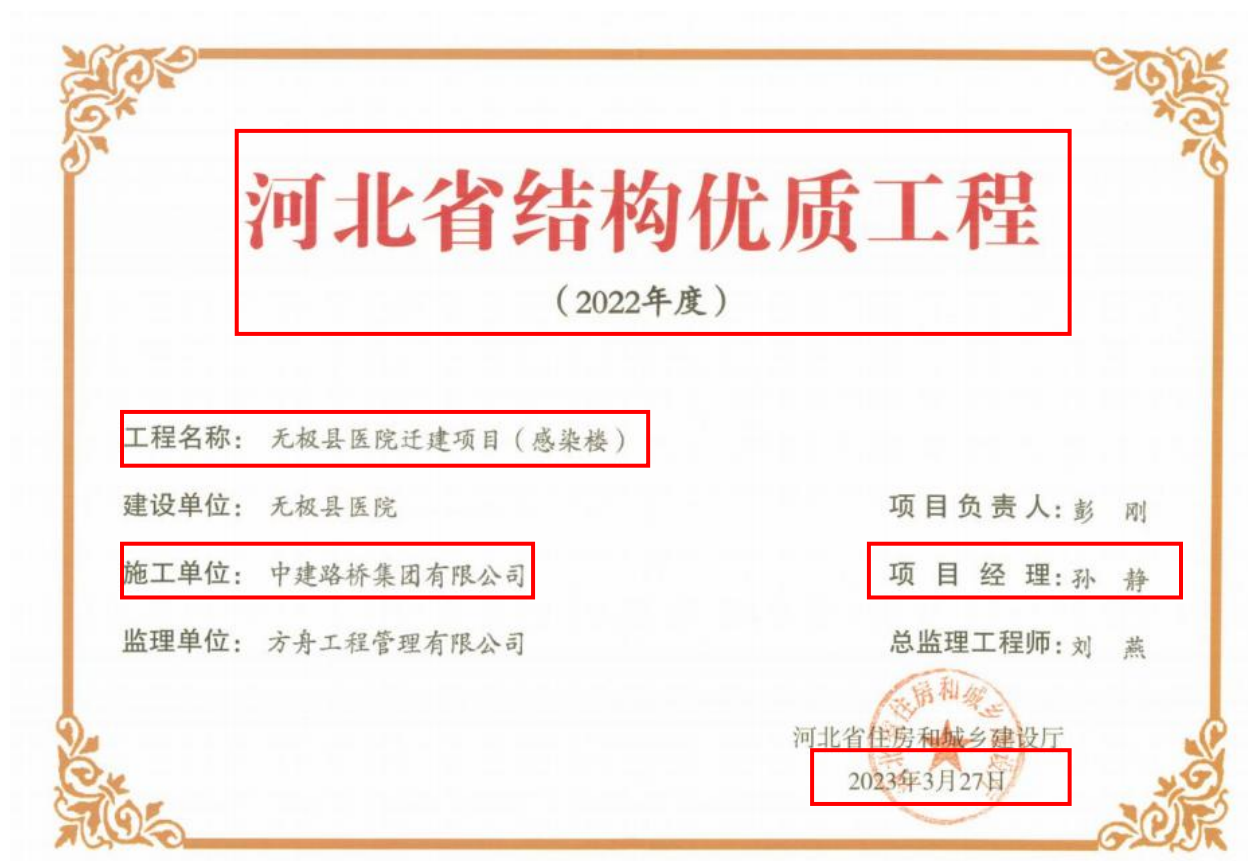 河北省结构优质工程
（2022年度）
工程名称： 无极县医院迁建项目（感染楼）
建设单位： 无极县医院
项目负责人：彭 刚
施工单位： 中建路桥集团有限公司
项目经理：孙 静
监理单位： 方舟工程管理有限公司
总监理工程师：刘 燕
河北省住房和城乡建设厅
2023年3月27日